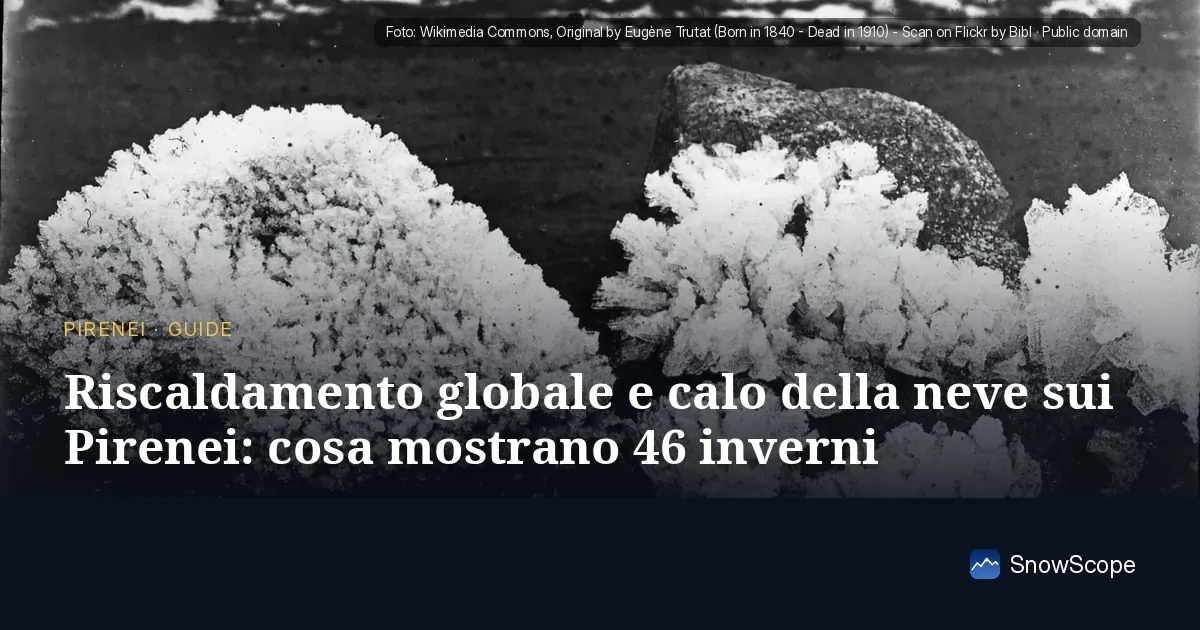 Foto: Wikimedia Commons, Original by Eugène Trutat (Born in 1840 - Dead in 1910) - Scan on Flickr by Bibl · Public domain
PIRENEI · GUIDE
Riscaldamento globale e calo della neve sui
Pirenei: cosa mostrano 46 inverni
SnowScope